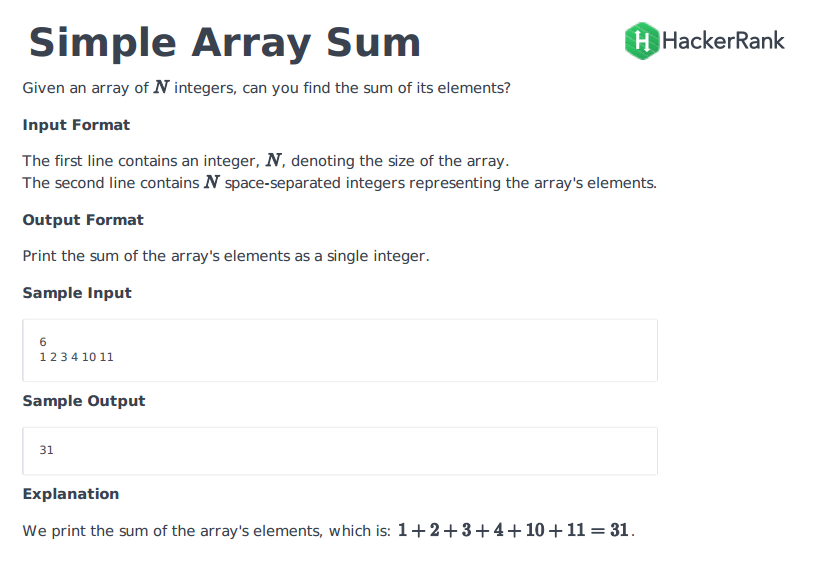 Simple Array Sum
HackerRank
Given an array of N integers, can you find the sum of its elements?
Input Format
The first line contains an integer, N, denoting the size of the array.
The second line contains N space-separated integers representing the array's elements.
Output Format
Print the sum of the array's elements as a single integer.
Sample Input
6
1 2 3 4 10 11
Sample Output
31
Explanation
We print the sum of the array's elements, which is: 1 + 2 + 3 + 4 + 10 + 11 = 31.